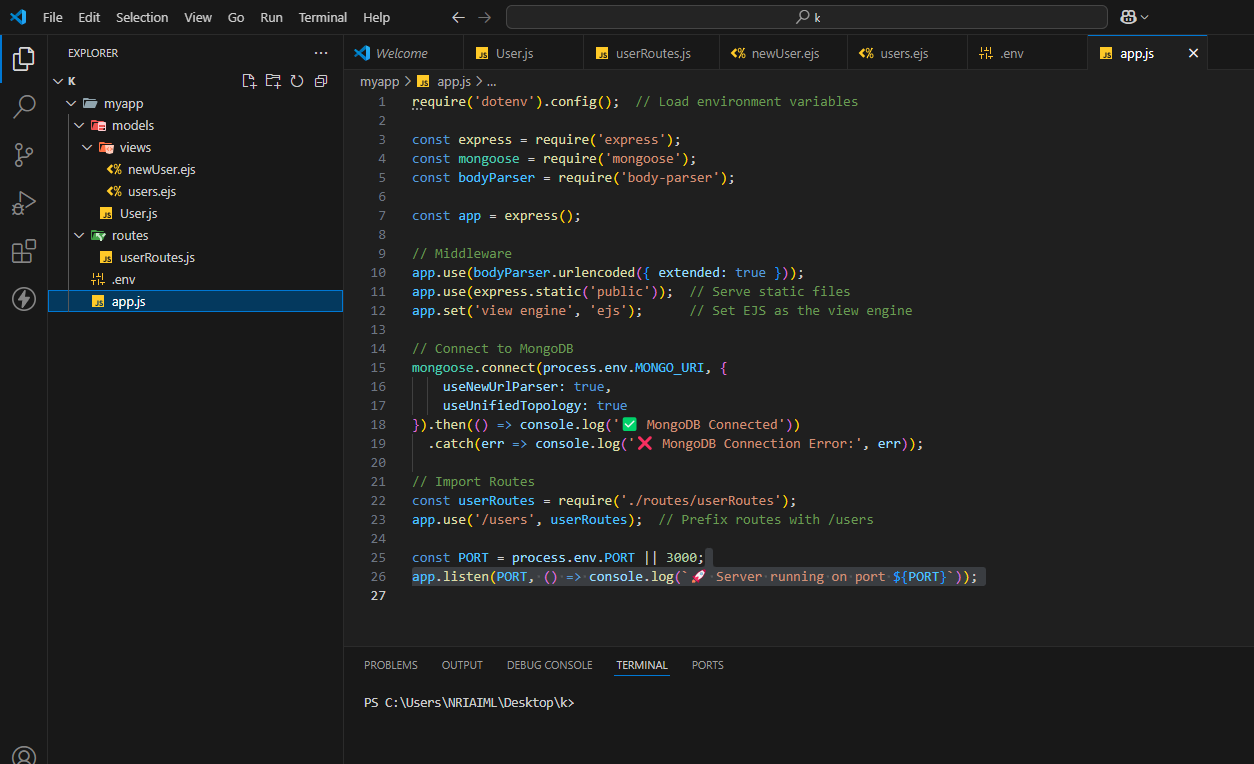 File Edit Selection View Go Run Terminal Help
k
EXPLORER
K
myapp
models
views
newUser.ejs
users.ejs
User.js
routes
userRoutes.js
.env
app.js
Welcome User.js userRoutes.js newUser.ejs users.ejs .env app.js
myapp > app.js > ...
1 require('dotenv').config();  // Load environment variables
2
3 const express = require('express');
4 const mongoose = require('mongoose');
5 const bodyParser = require('body-parser');
6
7 const app = express();
8
9 // Middleware
10 app.use(bodyParser.urlencoded({ extended: true }));
11 app.use(express.static('public'));  // Serve static files
12 app.set('view engine', 'ejs');      // Set EJS as the view engine
13
14 // Connect to MongoDB
15 mongoose.connect(process.env.MONGO_URI, {
16     useNewUrlParser: true,
17     useUnifiedTopology: true
18 }).then(() => console.log('✅ MongoDB Connected'))
19   .catch(err => console.log('❌ MongoDB Connection Error:', err));
20
21 // Import Routes
22 const userRoutes = require('./routes/userRoutes');
23 app.use('/users', userRoutes);  // Prefix routes with /users
24
25 const PORT = process.env.PORT || 3000;
26 app.listen(PORT, () => console.log(`🚀 Server running on port ${PORT}`));
27
PROBLEMS OUTPUT DEBUG CONSOLE TERMINAL PORTS
PS C:\Users\NRIAIML\Desktop\k>